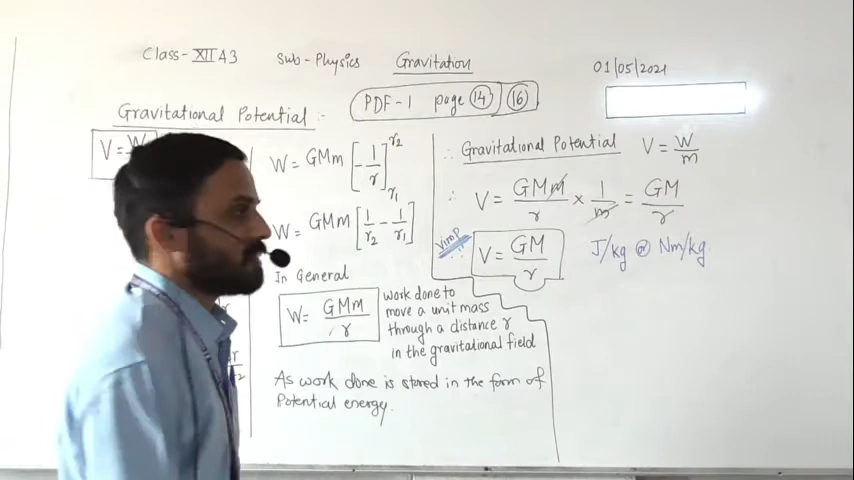 Class-XII A3 Sub-Physics Gravitation 01/05/2021
PDF-1 page 14 16
Gravitational Potential :-
V = W
W = GMm [-1/r]r1r2
W = GMm [1/r2 - 1/r1]
In General
W = GMm/r
work done to
move a unit mass
through a distance r
in the gravitational field
As work done is stored in the form of
Potential energy.
∴ Gravitational Potential V = W/m
∴ V = GMm/r × 1/m = GM/r
Vimp
∴ V = GM/r J/kg or Nm/kg.